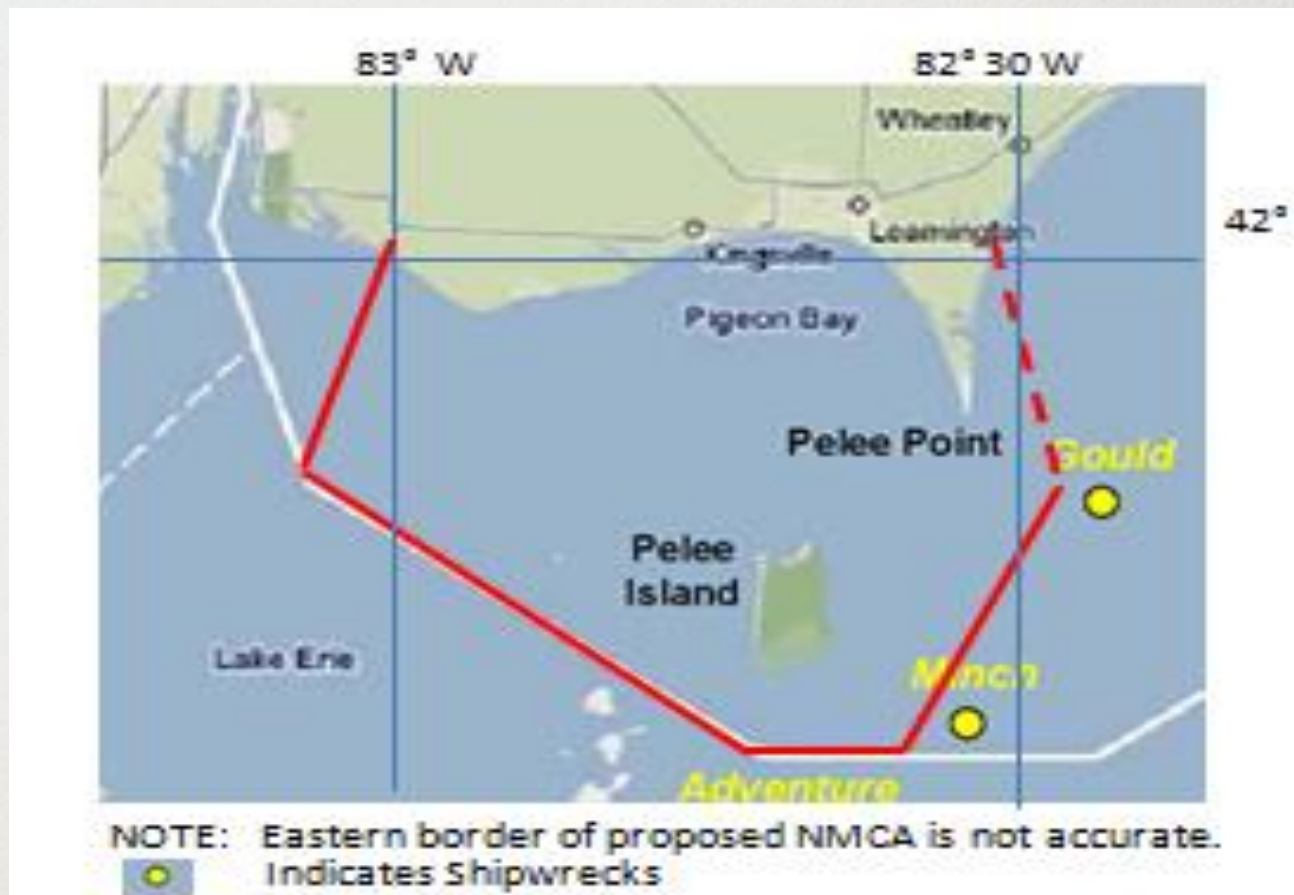 83° W
82° 30 W
Wheatley
42°
Leamington
Kingsville
Pigeon Bay
Pelee Point
Gould
Pelee
Island
Lake Erie
Minch
Adventure
NOTE: Eastern border of proposed NMCA is not accurate.
Indicates Shipwrecks